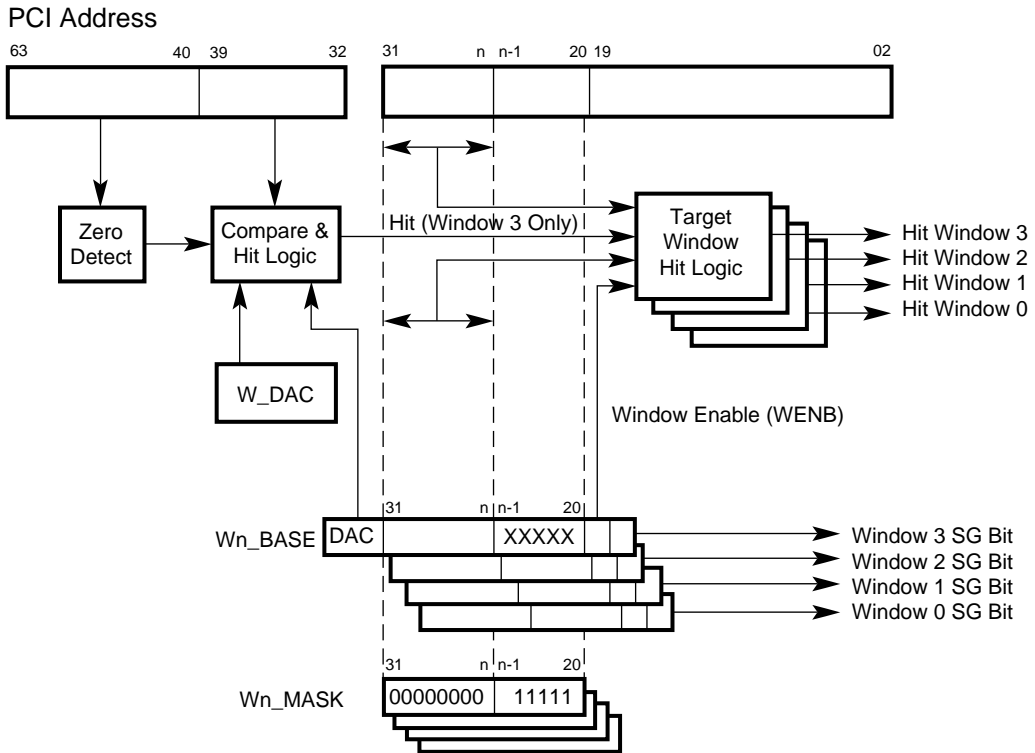 PCI Address
63 40 39 32 31 n n-1 20 19 02
Zero
Detect
Compare &
Hit Logic
Hit (Window 3 Only)
Target
Window
Hit Logic
Hit Window 3
Hit Window 2
Hit Window 1
Hit Window 0
W_DAC
Window Enable (WENB)
31 n n-1 20
Wn_BASE DAC XXXXX
Window 3 SG Bit
Window 2 SG Bit
Window 1 SG Bit
Window 0 SG Bit
31 n n-1 20
Wn_MASK 00000000 11111